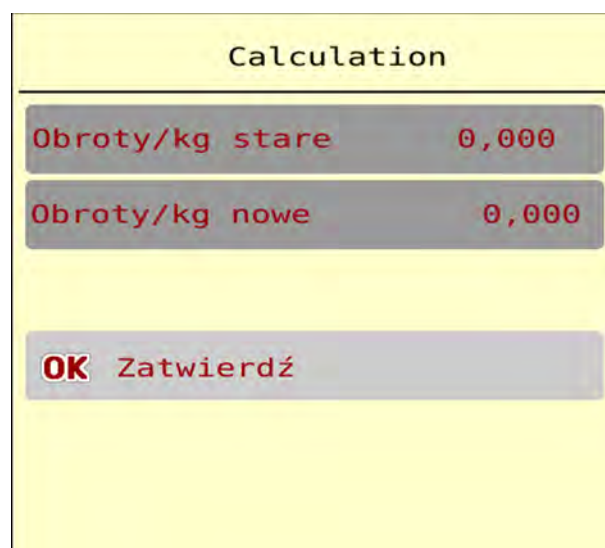 Calculation
Obroty/kg stare 0,000
Obroty/kg nowe 0,000
OK Zatwierdź